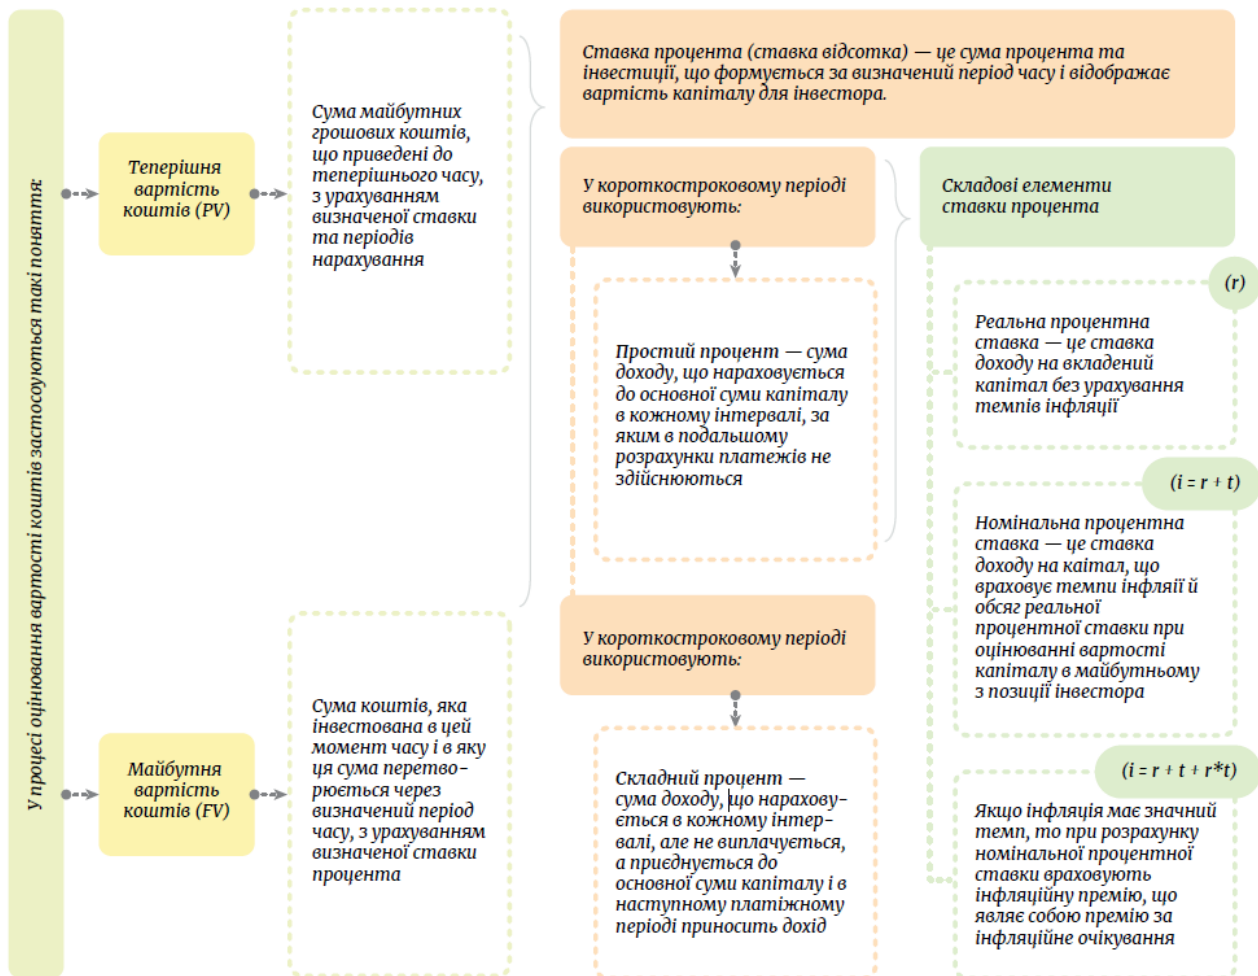 У процесі оцінювання вартості коштів застосоуються такі поняття:
Теперішня
вартість
коштів (PV)
Сума майбутних
грошових коштів,
що приведені до
теперішнього часу,
з урахуванням
визначеної ставки
та періодів
нарахування
Майбутня
вартість
коштів (FV)
Сума коштів, яка
інвестована в цей
момент часу і в яку
ця сума перетво-
рюється через
визначений період
часу, з урахуванням
визначеної ставки
процента
Ставка процента (ставка відсотка) — це сума процента та
інвестиції, що формується за визначений період часу і відображає
вартість капіталу для інвестора.
У короткостроковому періоді
використовують:
Простий процент — сума
доходу, що нараховується
до основної суми капіталу
в кожному інтервалі, за
яким в подальшому
розрахунки платежів не
здійснюються
У короткостроковому періоді
використовують:
Складний процент —
сума доходу, що нарахову-
ється в кожному інтер-
валі, але не виплачується,
а приєднується до
основної суми капіталу і в
наступному платіжному
періоді приносить дохід
Складові елементи
ставки процента
(r)
Реальна процентна
ставка — це ставка
доходу на вкладений
капітал без урахування
темпів інфляції
(i = r + t)
Номінальна процентна
ставка — це ставка
доходу на каітал, що
враховує темпи інфляії й
обсяг реальної
процентної ставки при
оцінюванні вартості
капіталу в майбутньому
з позиції інвестора
(i = r + t + r*t)
Якщо інфляція має значний
темп, то при розрахунку
номінальної процентної
ставки враховують
інфляційну премію, що
являє собою премію за
інфляційне очікування